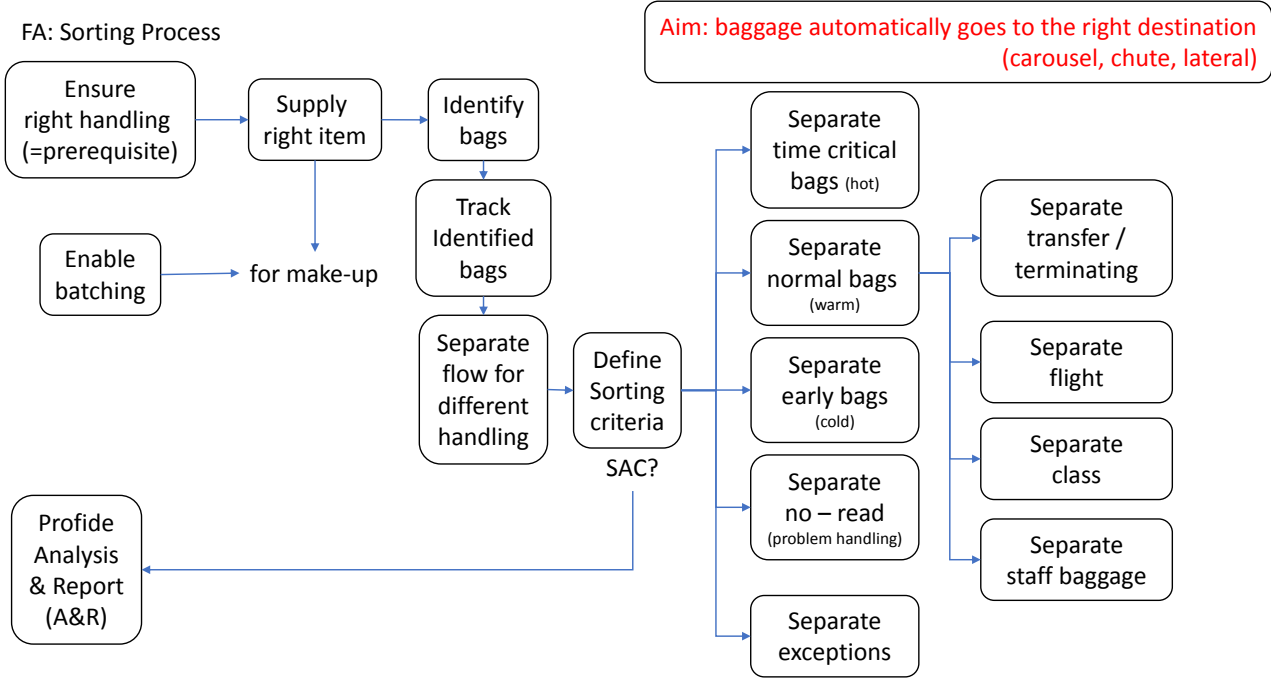 FA: Sorting Process
Aim: baggage automatically goes to the right destination
(carousel, chute, lateral)
Ensure
right handling
(=prerequisite)
Supply
right item
Identify
bags
Track
Identified
bags
Enable
batching
for make-up
Separate
flow for
different
handling
Define
Sorting
criteria
SAC?
Profide
Analysis
& Report
(A&R)
Separate
time critical
bags (hot)
Separate
normal bags
(warm)
Separate
early bags
(cold)
Separate
no – read
(problem handling)
Separate
exceptions
Separate
transfer /
terminating
Separate
flight
Separate
class
Separate
staff baggage